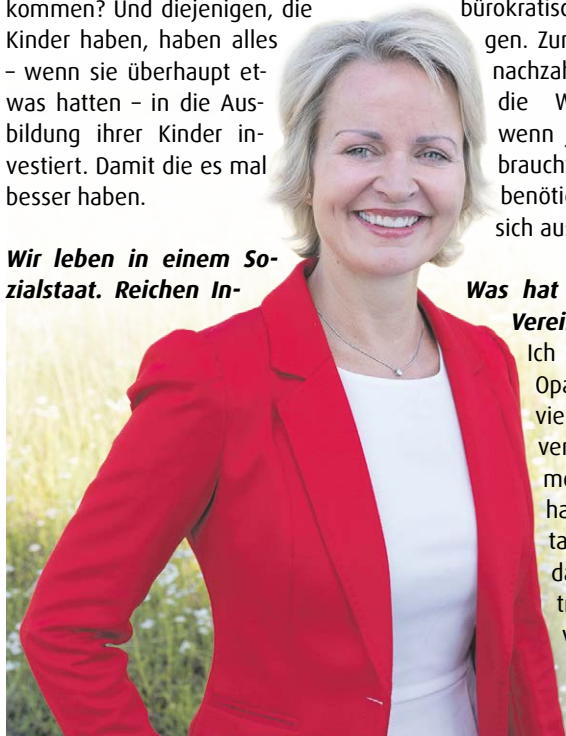 kommen? Und diejenigen, die
Kinder haben, haben alles
– wenn sie überhaupt et-
was hatten – in die Aus-
bildung ihrer Kinder in-
vestiert. Damit die es mal
besser haben.
Wir leben in einem So-
zialstaat. Reichen In-
bürokratisc
gen. Zur
nachzah
die W
wenn
brauch
benötig
sich aus
Was hat
Verei
Ich
Opa
vie
ver
me
ha
ta
da
t
v